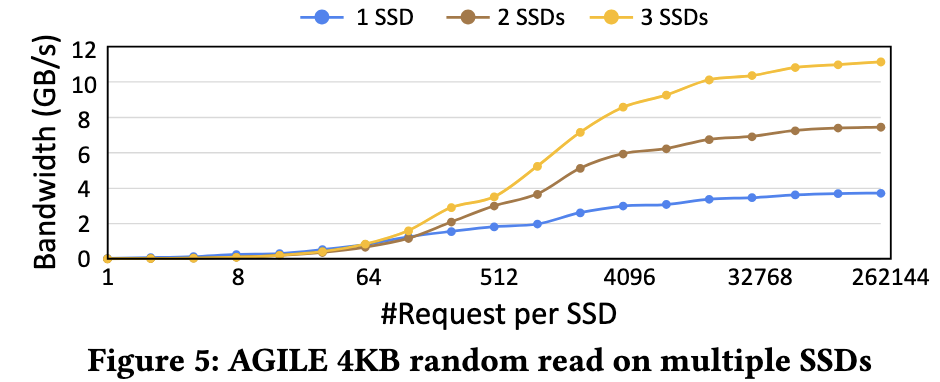 1 SSD 2 SSDs 3 SSDs
Bandwidth (GB/s)
12
10
8
6
4
2
0
1 8 64 512 4096 32768 262144
#Request per SSD
Figure 5: AGILE 4KB random read on multiple SSDs